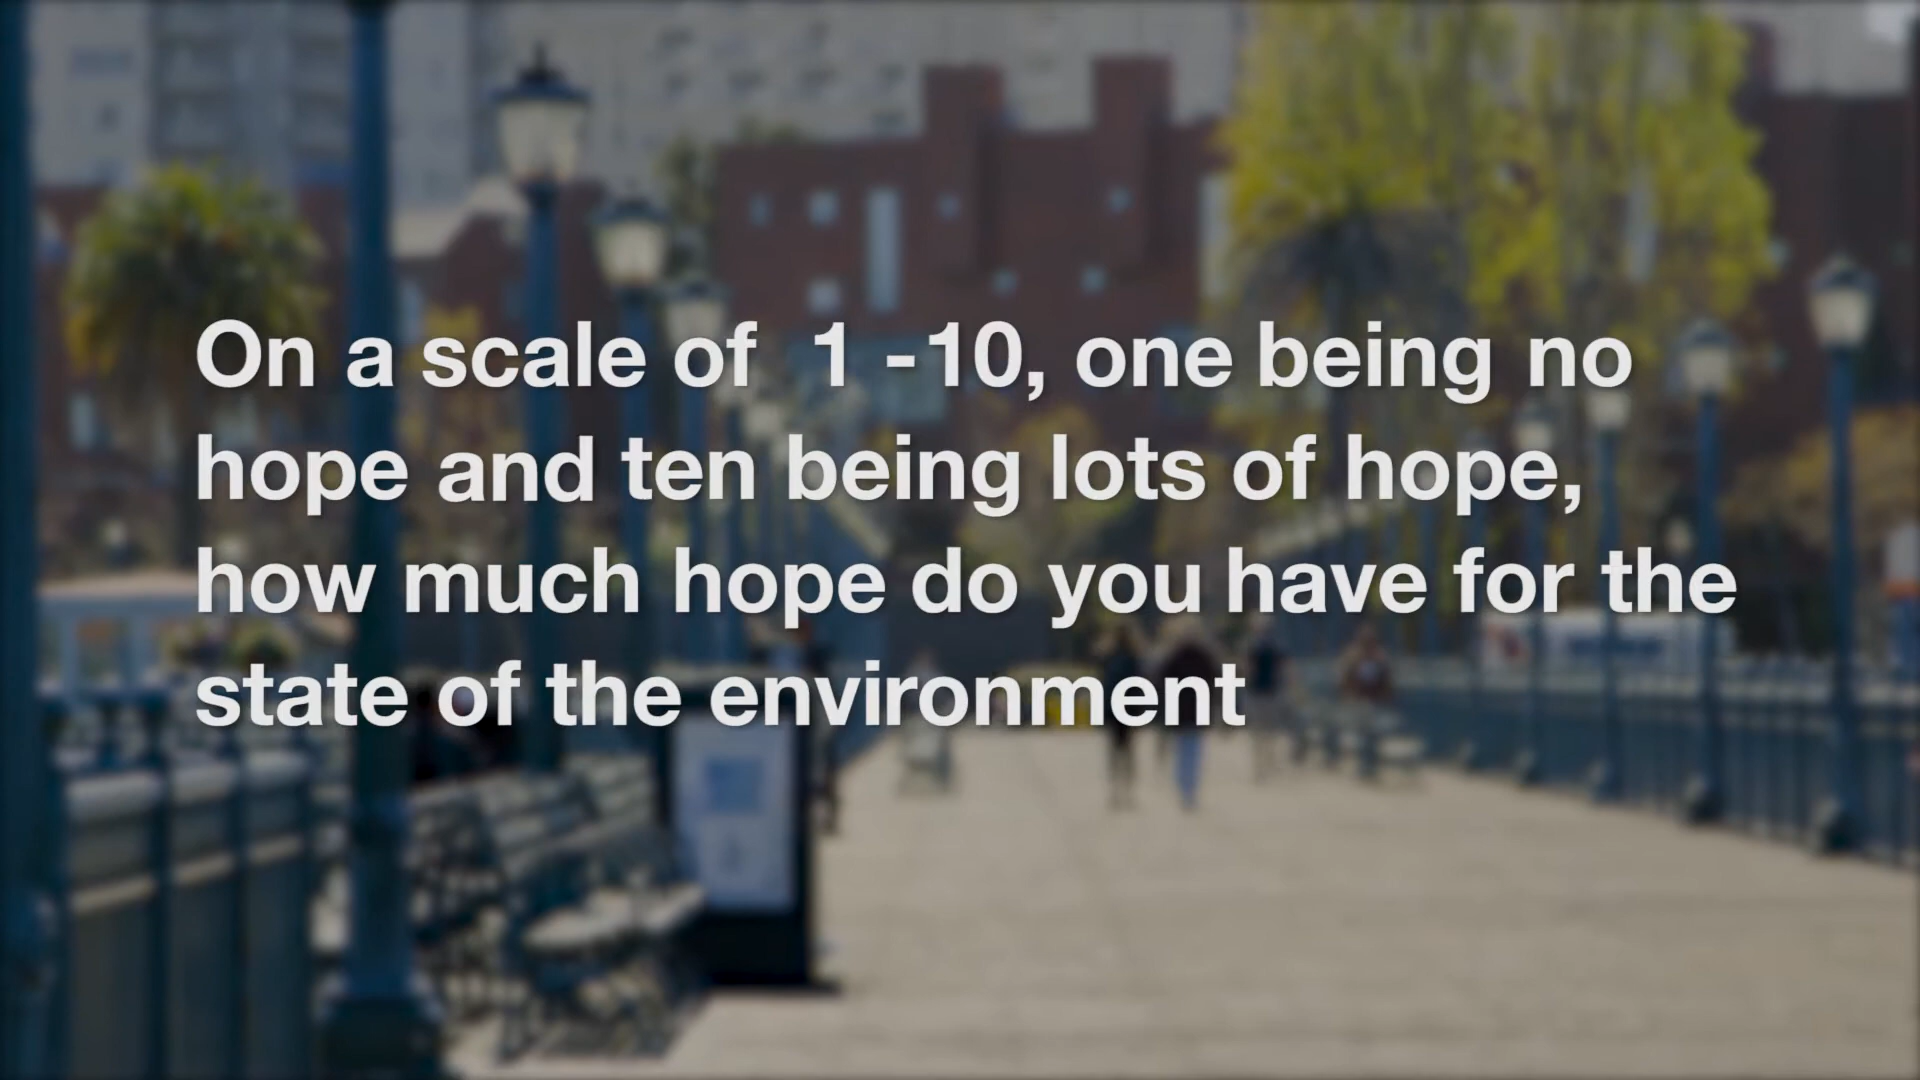 On a scale of 1 -10, one being no
hope and ten being lots of hope,
how much hope do you have for the
state of the environment